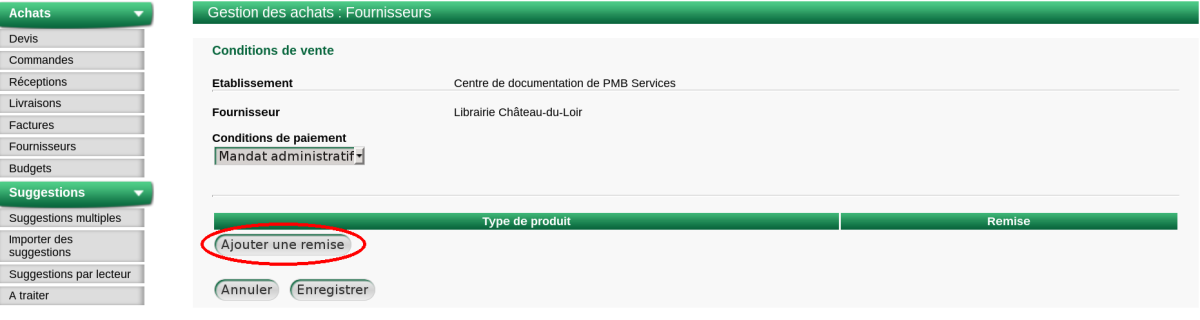 Achats
Devis
Commandes
Réceptions
Livraisons
Factures
Fournisseurs
Budgets
Suggestions
Suggestions multiples
Importer des
suggestions
Suggestions par lecteur
A traiter
Gestion des achats : Fournisseurs
Conditions de vente
Etablissement Centre de documentation de PMB Services
Fournisseur Librairie Château-du-Loir
Conditions de paiement
Mandat administratif
Type de produit Remise
Ajouter une remise
Annuler Enregistrer